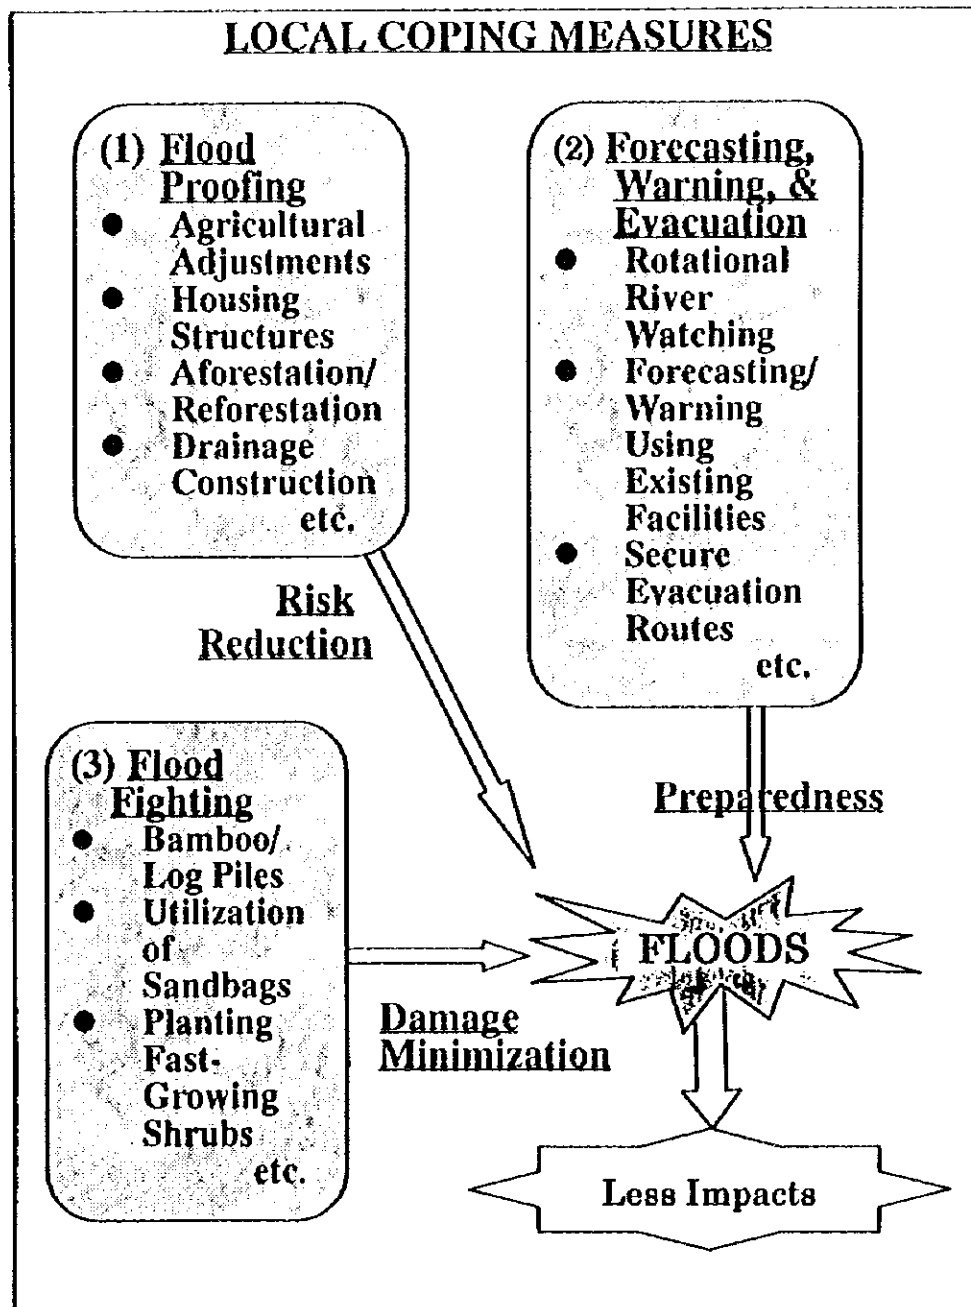 LOCAL COPING MEASURES
(1) Flood
Proofing
● Agricultural
Adjustments
● Housing
Structures
● Aforestation/
Reforestation
● Drainage
Construction
etc.
(2) Forecasting,
Warning, &
Evacuation
● Rotational
River
Watching
● Forecasting/
Warning
Using
Existing
Facilities
● Secure
Evacuation
Routes
etc.
Risk
Reduction
(3) Flood
Fighting
● Bamboo/
Log Piles
● Utilization
of
Sandbags
● Planting
Fast-
Growing
Shrubs
etc.
Preparedness
FLOODS
Damage
Minimization
Less Impacts